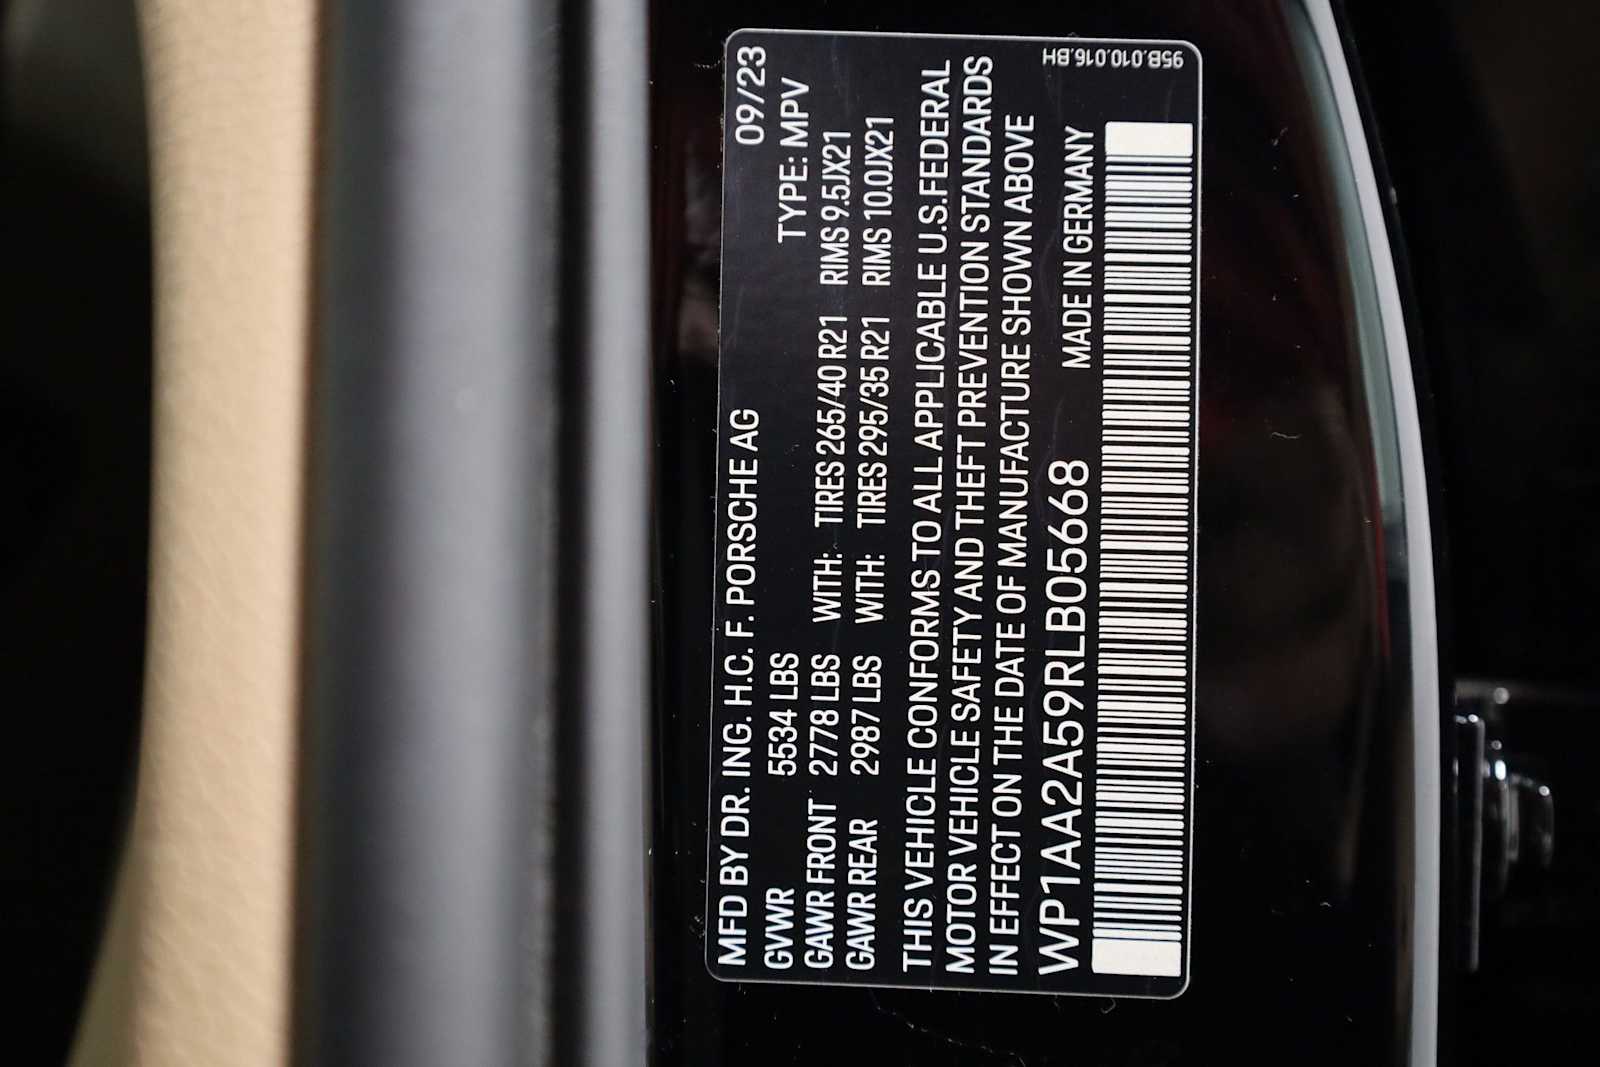 MFD BY DR. ING. H.C. F. PORSCHE AG 09/23
GVWR 5534 LBS TYPE: MPV
GAWR FRONT 2778 LBS WITH: TIRES 265/40 R21 RIMS 9.5JX21
GAWR REAR 2987 LBS WITH: TIRES 295/35 R21 RIMS 10.0JX21
THIS VEHICLE CONFORMS TO ALL APPLICABLE U.S.FEDERAL
MOTOR VEHICLE SAFETY AND THEFT PREVENTION STANDARDS
IN EFFECT ON THE DATE OF MANUFACTURE SHOWN ABOVE
WP1AA2A59RLB05668 MADE IN GERMANY
95B.010.016.BH